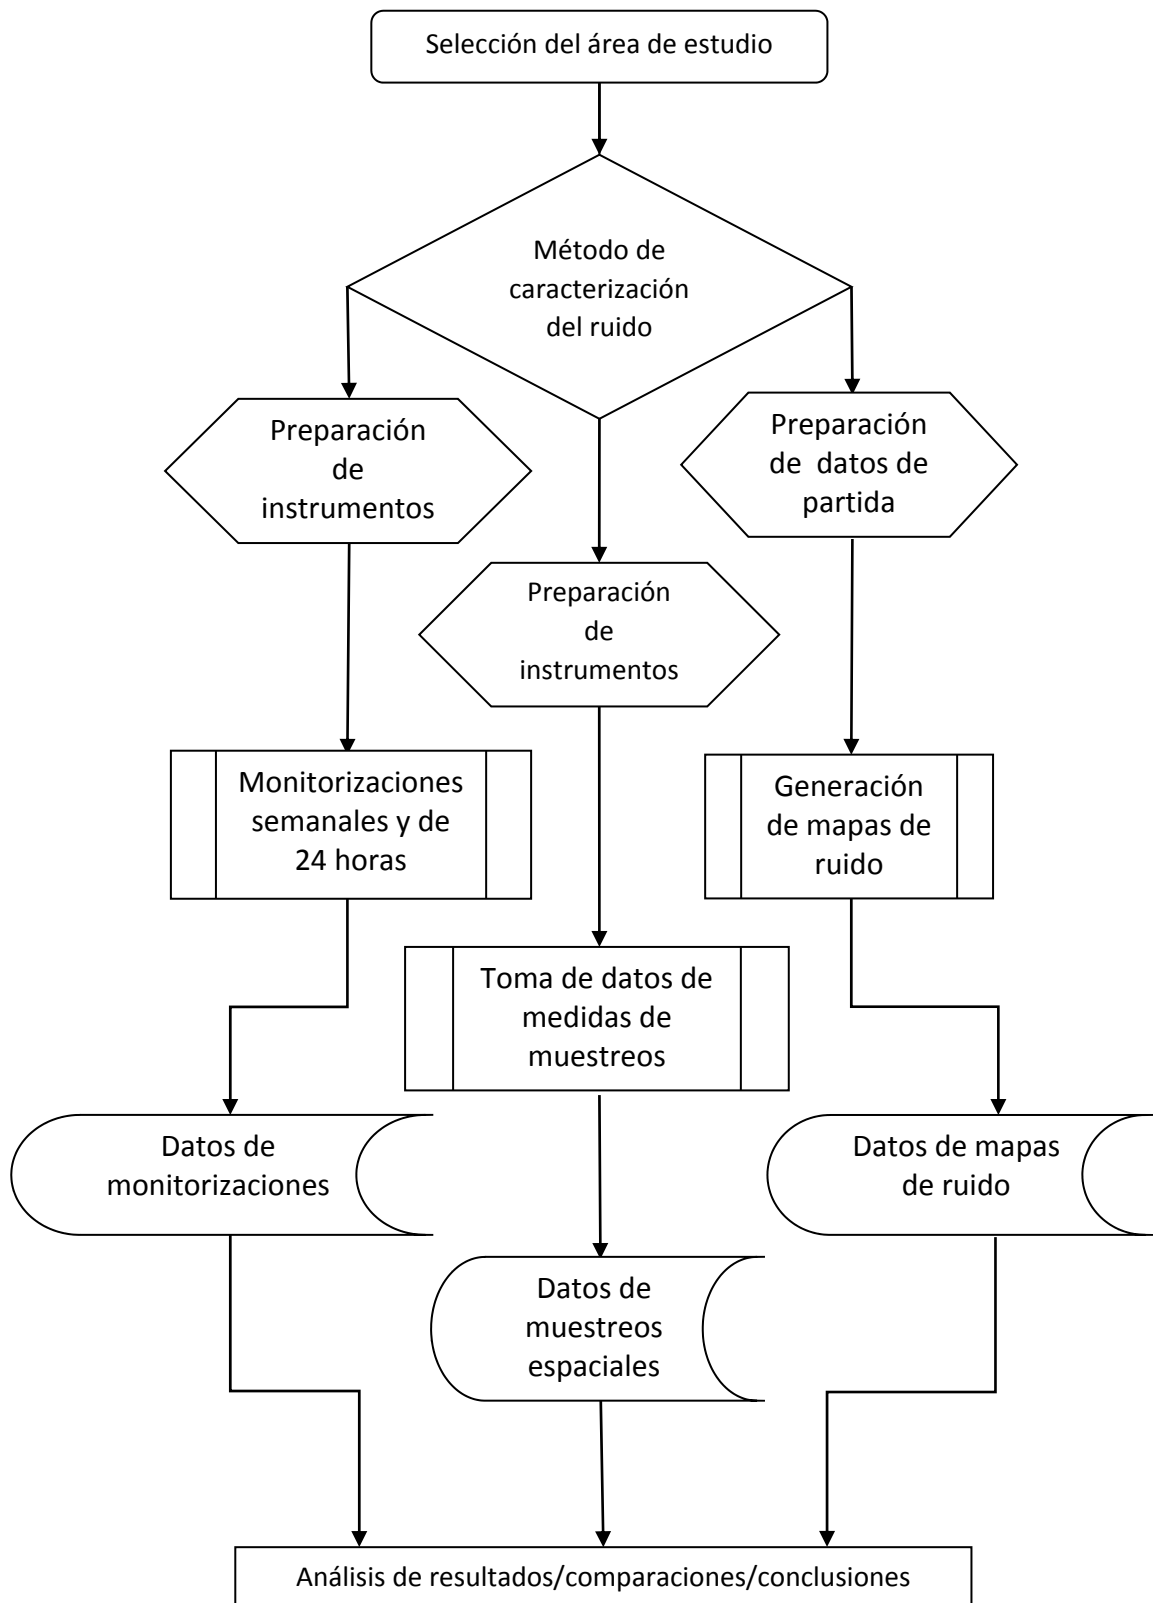 Selección del área de estudio
Método de
caracterización
del ruido
Preparación
de
instrumentos
Preparación
de datos de
partida
Preparación
de
instrumentos
Monitorizaciones
semanales y de
24 horas
Generación
de mapas de
ruido
Toma de datos de
medidas de
muestreos
Datos de
monitorizaciones
Datos de mapas
de ruido
Datos de
muestreos
espaciales
Análisis de resultados/comparaciones/conclusiones